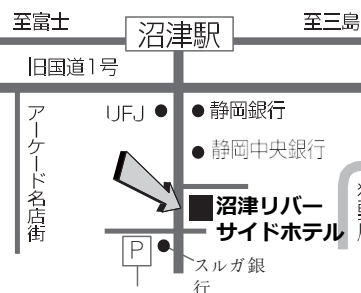 至富士
沼津駅
至三島
旧国道1号
アーケード名店街
UFJ
静岡銀行
静岡中央銀行
沼津リバー
サイドホテル
P
スルガ銀
行